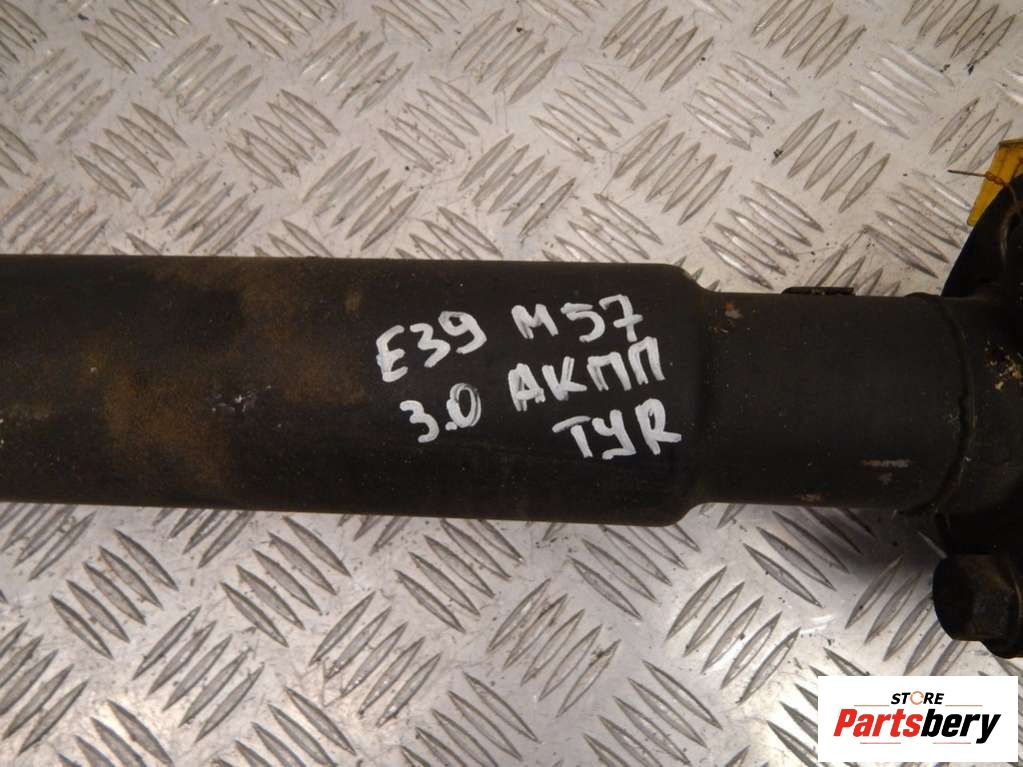 E39 M57
3.0 АКПП
TYR
STORE
Partsbery